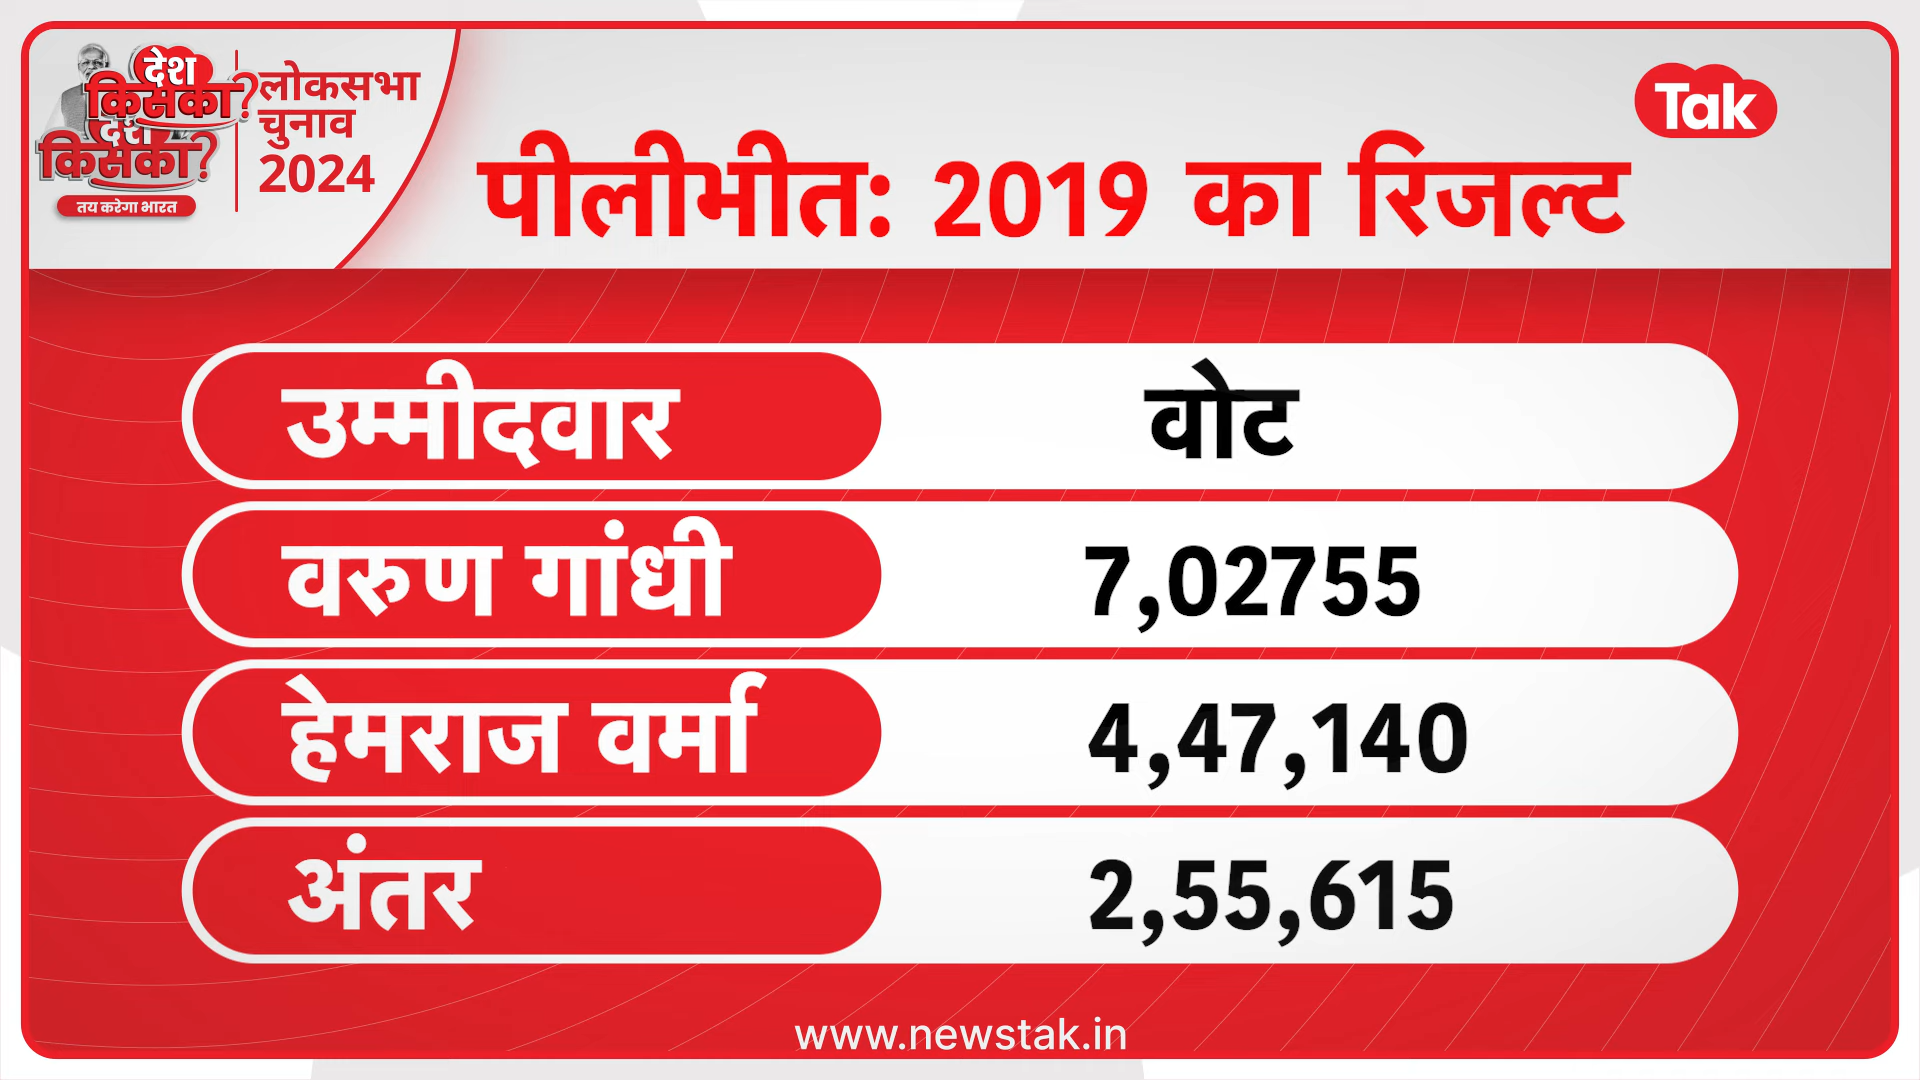 देश
किसका?
देश
किसका?
तय करेगा भारत
लोकसभा
चुनाव
2024
Tak
पीलीभीत: 2019 का रिजल्ट
उम्मीदवार वोट
वरुण गांधी 7,02755
हेमराज वर्मा 4,47,140
अंतर 2,55,615
www.newstak.in